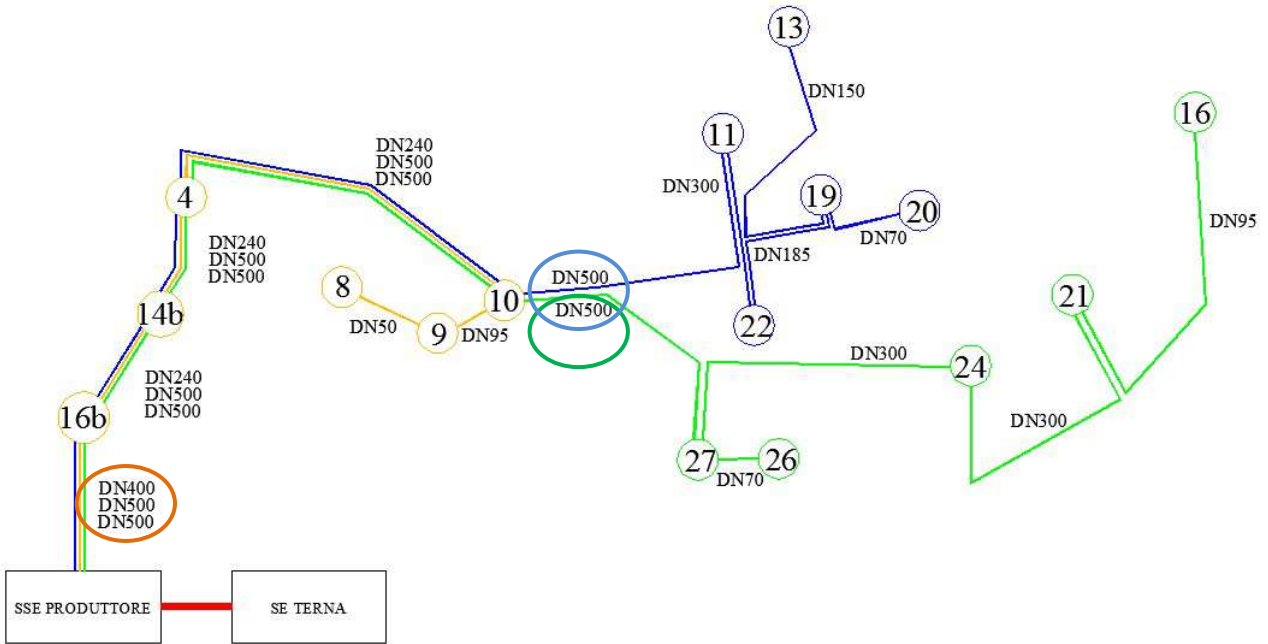 13
DN150
16
11
DN240
DN500
DN500
DN300
4
19
20
DN95
DN70
DN185
DN240
DN500
DN500
8
DN500
10
DN500
21
14b
22
DN50
9
DN95
DN300
24
DN240
DN500
DN500
16b
DN300
27
26
DN70
DN400
DN500
DN500
SSE PRODUTTORE
SE TERNA